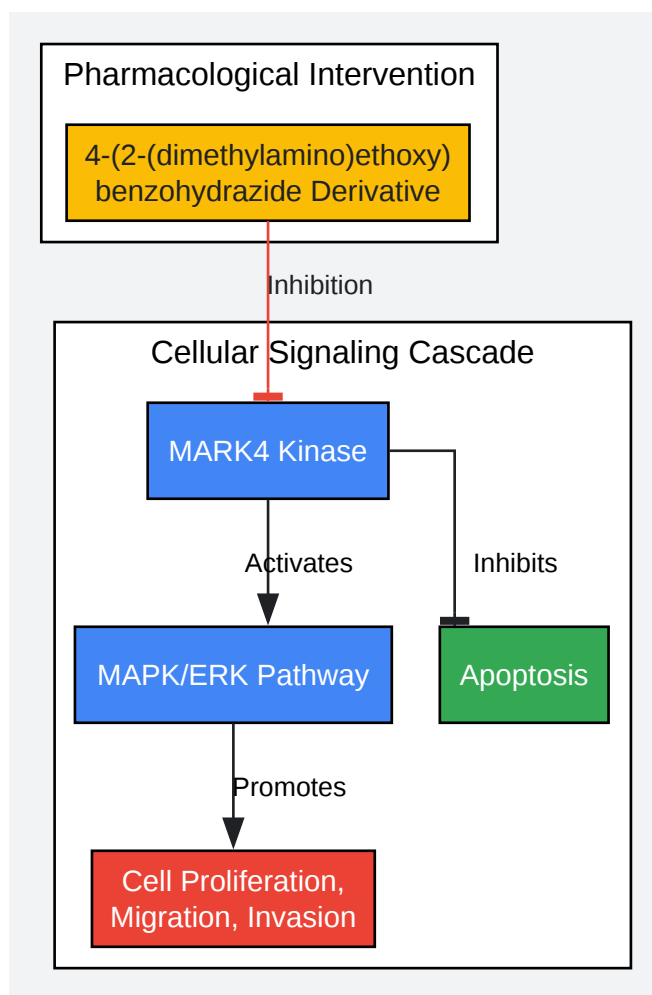 Pharmacological Intervention
4-(2-(dimethylamino)ethoxy)
benzohydrazide Derivative
Inhibition
Cellular Signaling Cascade
MARK4 Kinase
Activates
Inhibits
MAPK/ERK Pathway
Apoptosis
Promotes
Cell Proliferation,
Migration, Invasion